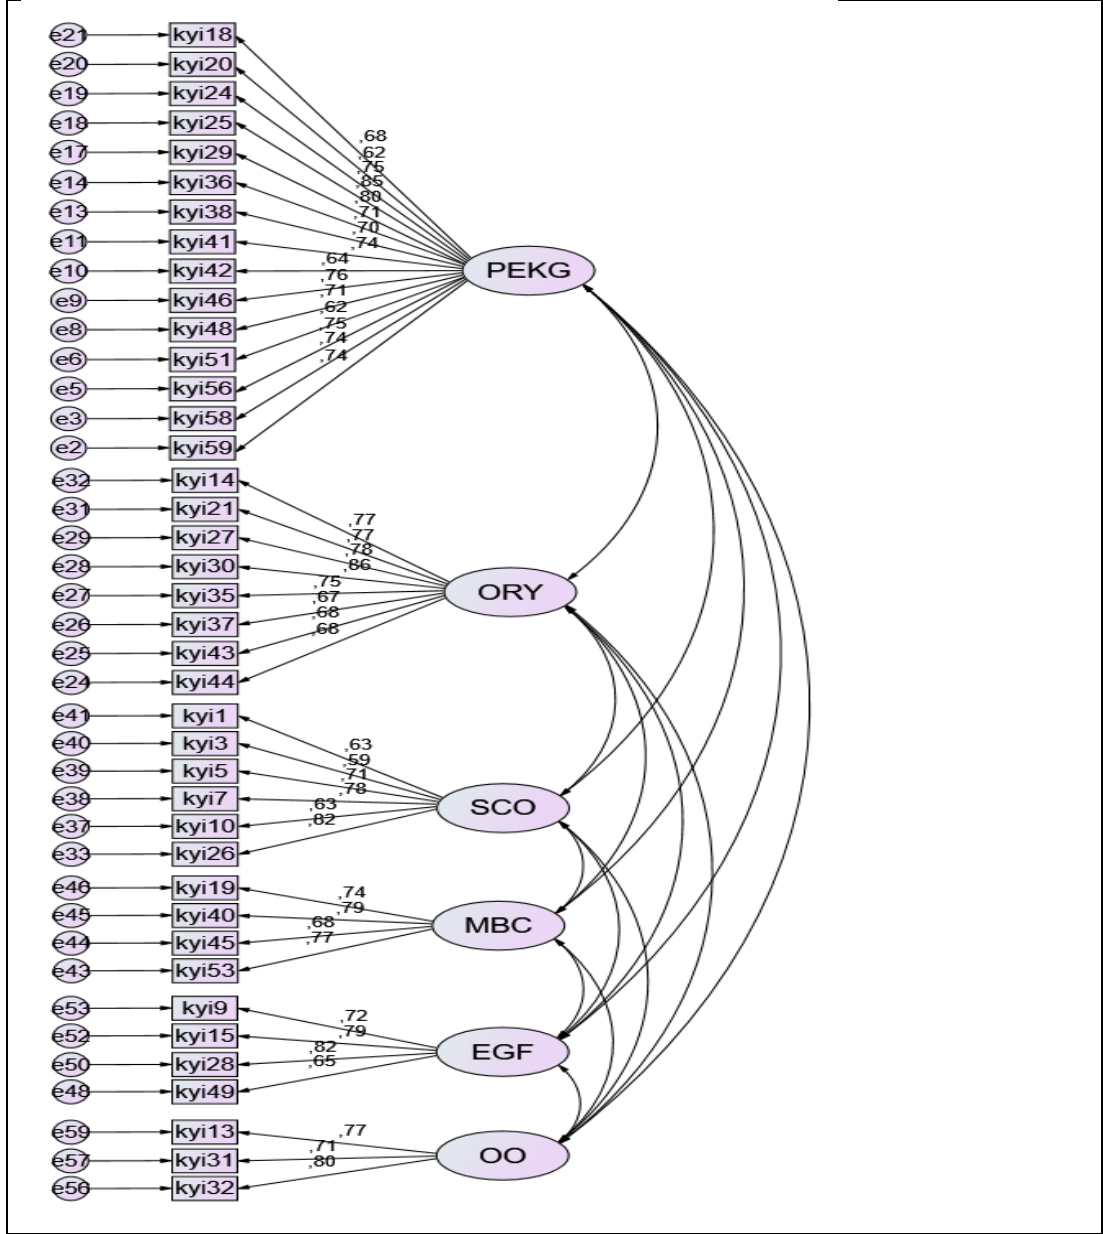 e21 kyi18
e20 kyi20
e19 kyi24
e18 kyi25
e17 kyi29
e14 kyi36
e13 kyi38
e11 kyi41
e10 kyi42
e9 kyi46
e8 kyi48
e6 kyi51
e5 kyi56
e3 kyi58
e2 kyi59
,68
,62
,75
,85
,80
,71
,70
,74
,64
,76
,71
,62
,75
,74
,74
PEKG
e32 kyi14
e31 kyi21
e29 kyi27
e28 kyi30
e27 kyi35
e26 kyi37
e25 kyi43
e24 kyi44
,77
,77
,78
,86
,75
,67
,68
,68
ORY
e41 kyi1
e40 kyi3
e39 kyi5
e38 kyi7
e37 kyi10
e33 kyi26
,63
,59
,71
,78
,63
,82
SCO
e46 kyi19
e45 kyi40
e44 kyi45
e43 kyi53
,74
,79
,68
,77
MBC
e53 kyi9
e52 kyi15
e50 kyi28
e48 kyi49
,72
,79
,82
,65
EGF
e59 kyi13
e57 kyi31
e56 kyi32
,77
,71
,80
OO